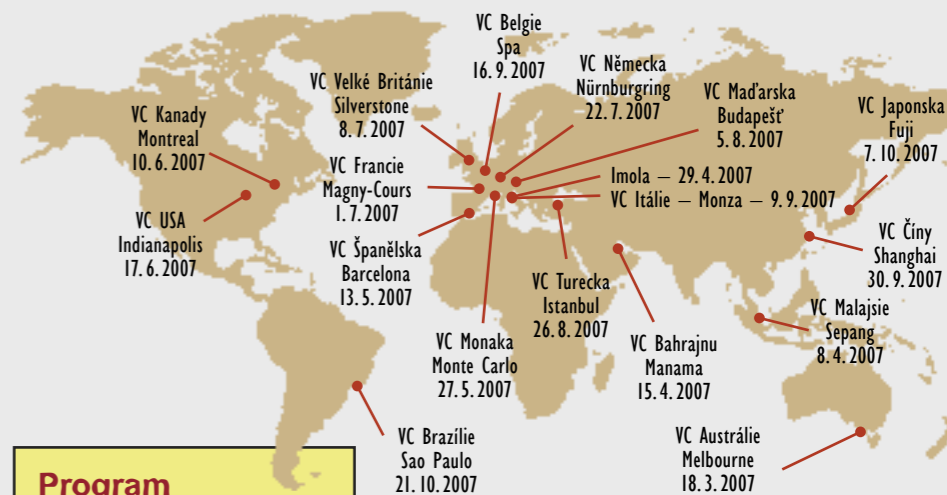 VC Belgie
Spa
16. 9. 2007
VC Německa
Nürnburgring
22. 7. 2007
VC Velké Británie
Silverstone
8. 7. 2007
VC Maďarska
Budapešť
5. 8. 2007
VC Japonska
Fuji
7. 10. 2007
VC Kanady
Montreal
10. 6. 2007
VC Francie
Magny-Cours
1. 7. 2007
Imola – 29. 4. 2007
VC Itálie – Monza – 9. 9. 2007
VC USA
Indianapolis
17. 6. 2007
VC Španělska
Barcelona
13. 5. 2007
VC Turecka
Istanbul
26. 8. 2007
VC Číny
Shanghai
30. 9. 2007
VC Malajsie
Sepang
8. 4. 2007
VC Monaka
Monte Carlo
27. 5. 2007
VC Bahrajnu
Manama
15. 4. 2007
VC Brazílie
Sao Paulo
21. 10. 2007
VC Austrálie
Melbourne
18. 3. 2007
Program